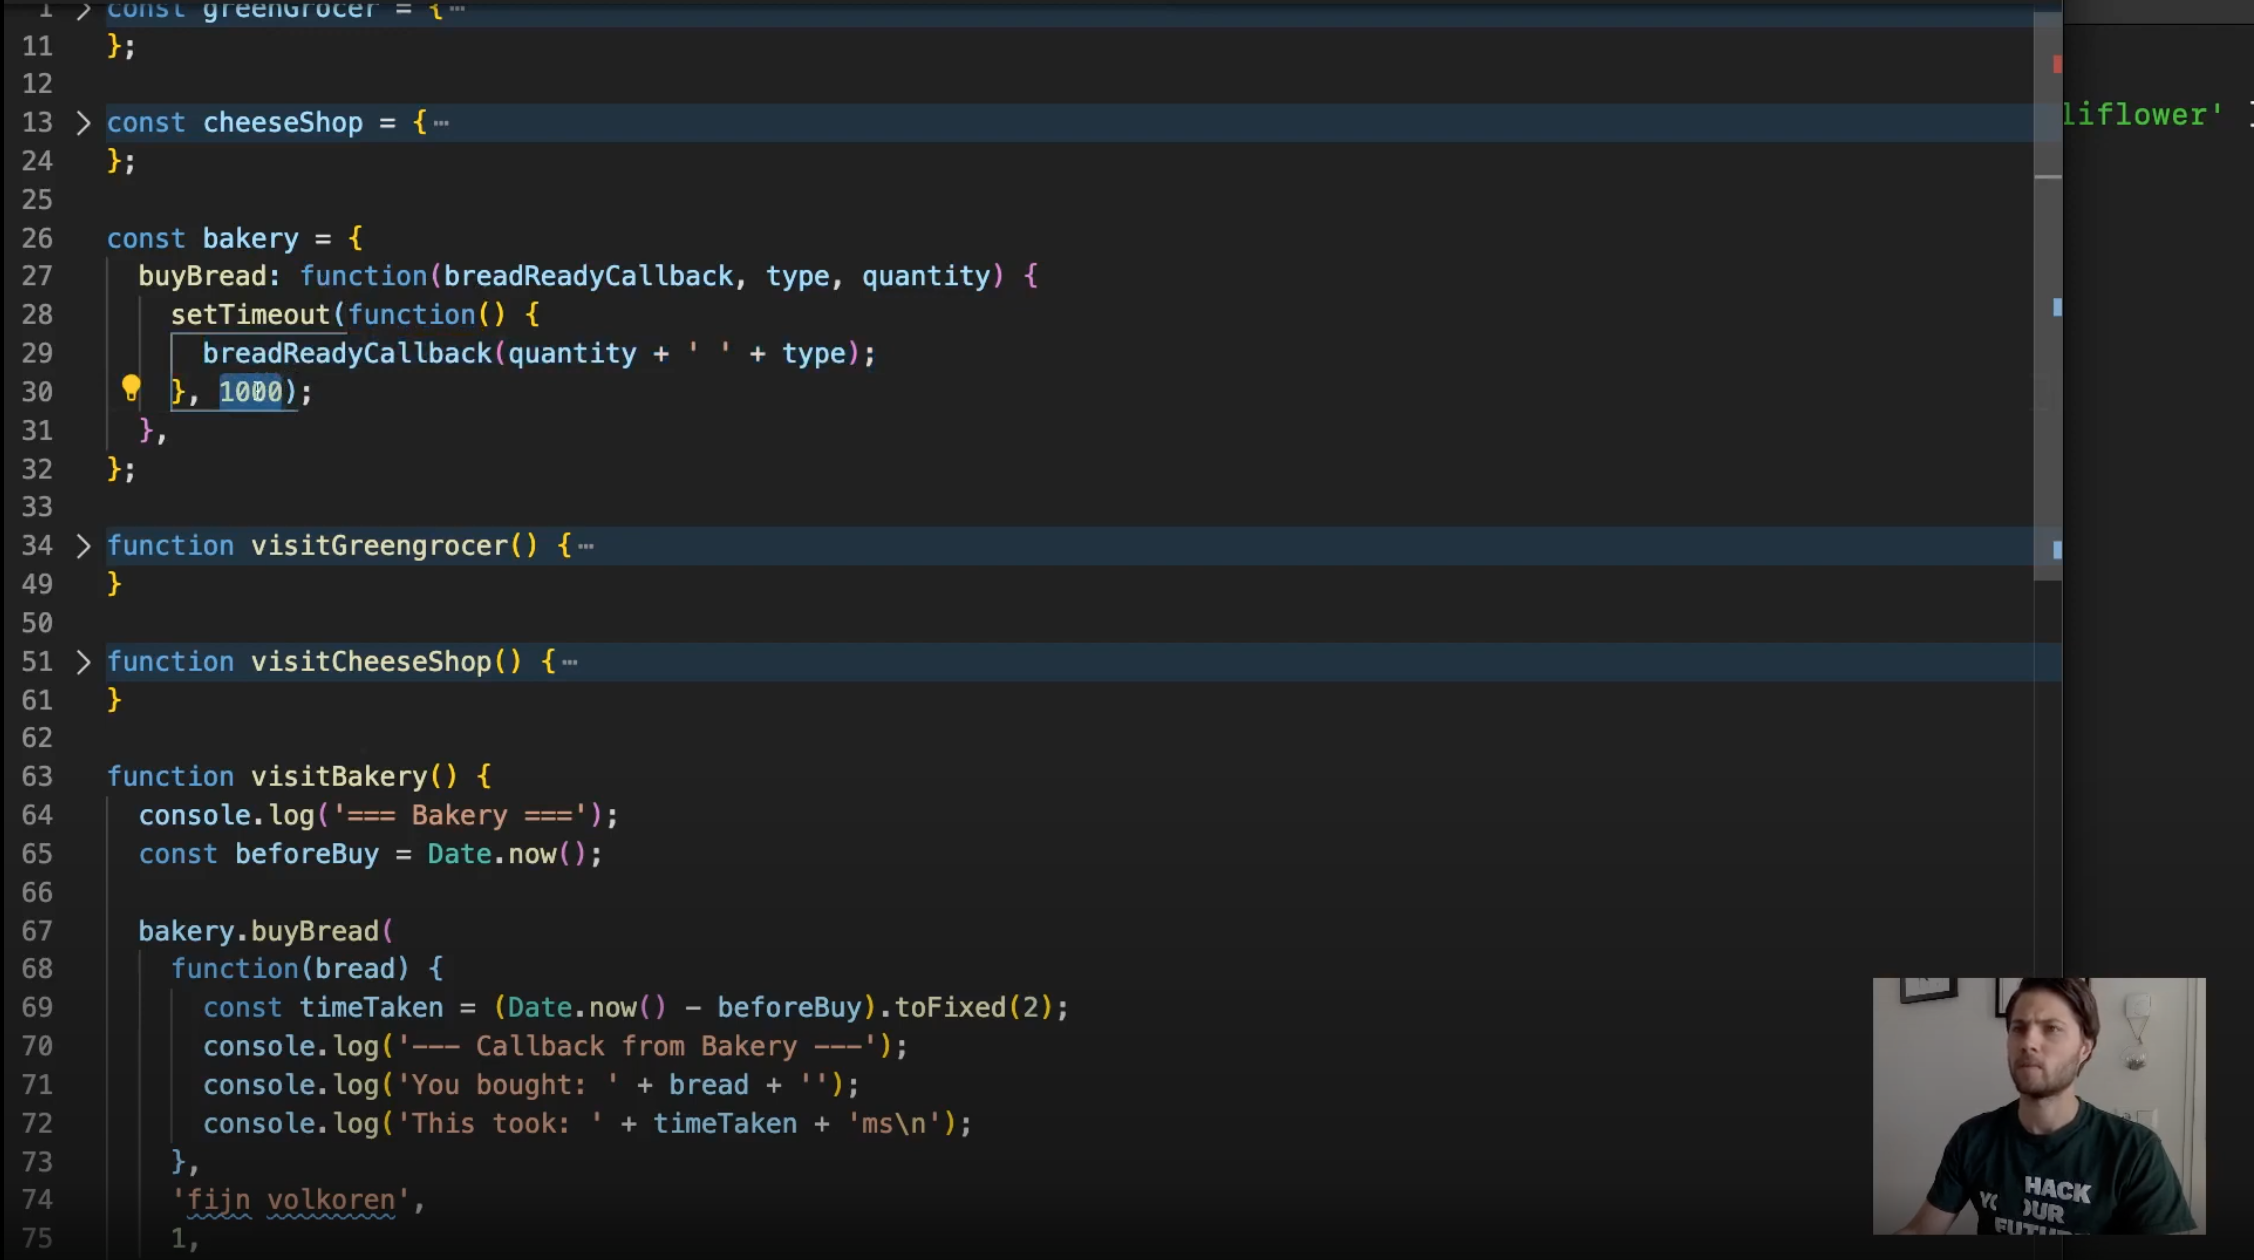 1 const greenGrocer = {…
11 };
12
13 const cheeseShop = {…
24 };
25
26 const bakery = {
27 buyBread: function(breadReadyCallback, type, quantity) {
28 setTimeout(function() {
29 breadReadyCallback(quantity + ' ' + type);
30 }, 1000);
31 },
32 };
33
34 function visitGreengrocer() {…
49 }
50
51 function visitCheeseShop() {…
61 }
62
63 function visitBakery() {
64 console.log('=== Bakery ===');
65 const beforeBuy = Date.now();
66
67 bakery.buyBread(
68 function(bread) {
69 const timeTaken = (Date.now() - beforeBuy).toFixed(2);
70 console.log('--- Callback from Bakery ---');
71 console.log('You bought: ' + bread + '');
72 console.log('This took: ' + timeTaken + 'ms\n');
73 },
74 'fijn volkoren',
75 1,
liflower' ]
HACK
YOUR
FUTURE